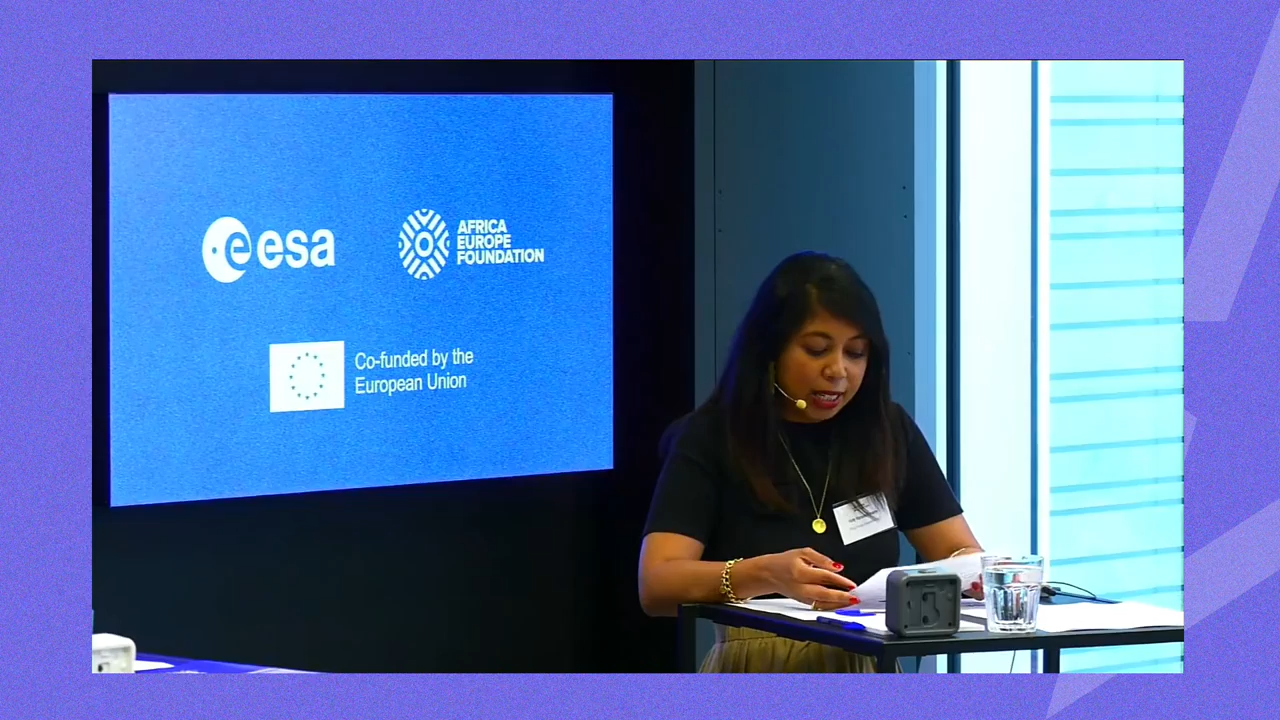 esa
AFRICA
EUROPE
FOUNDATION
Co-funded by the
European Union